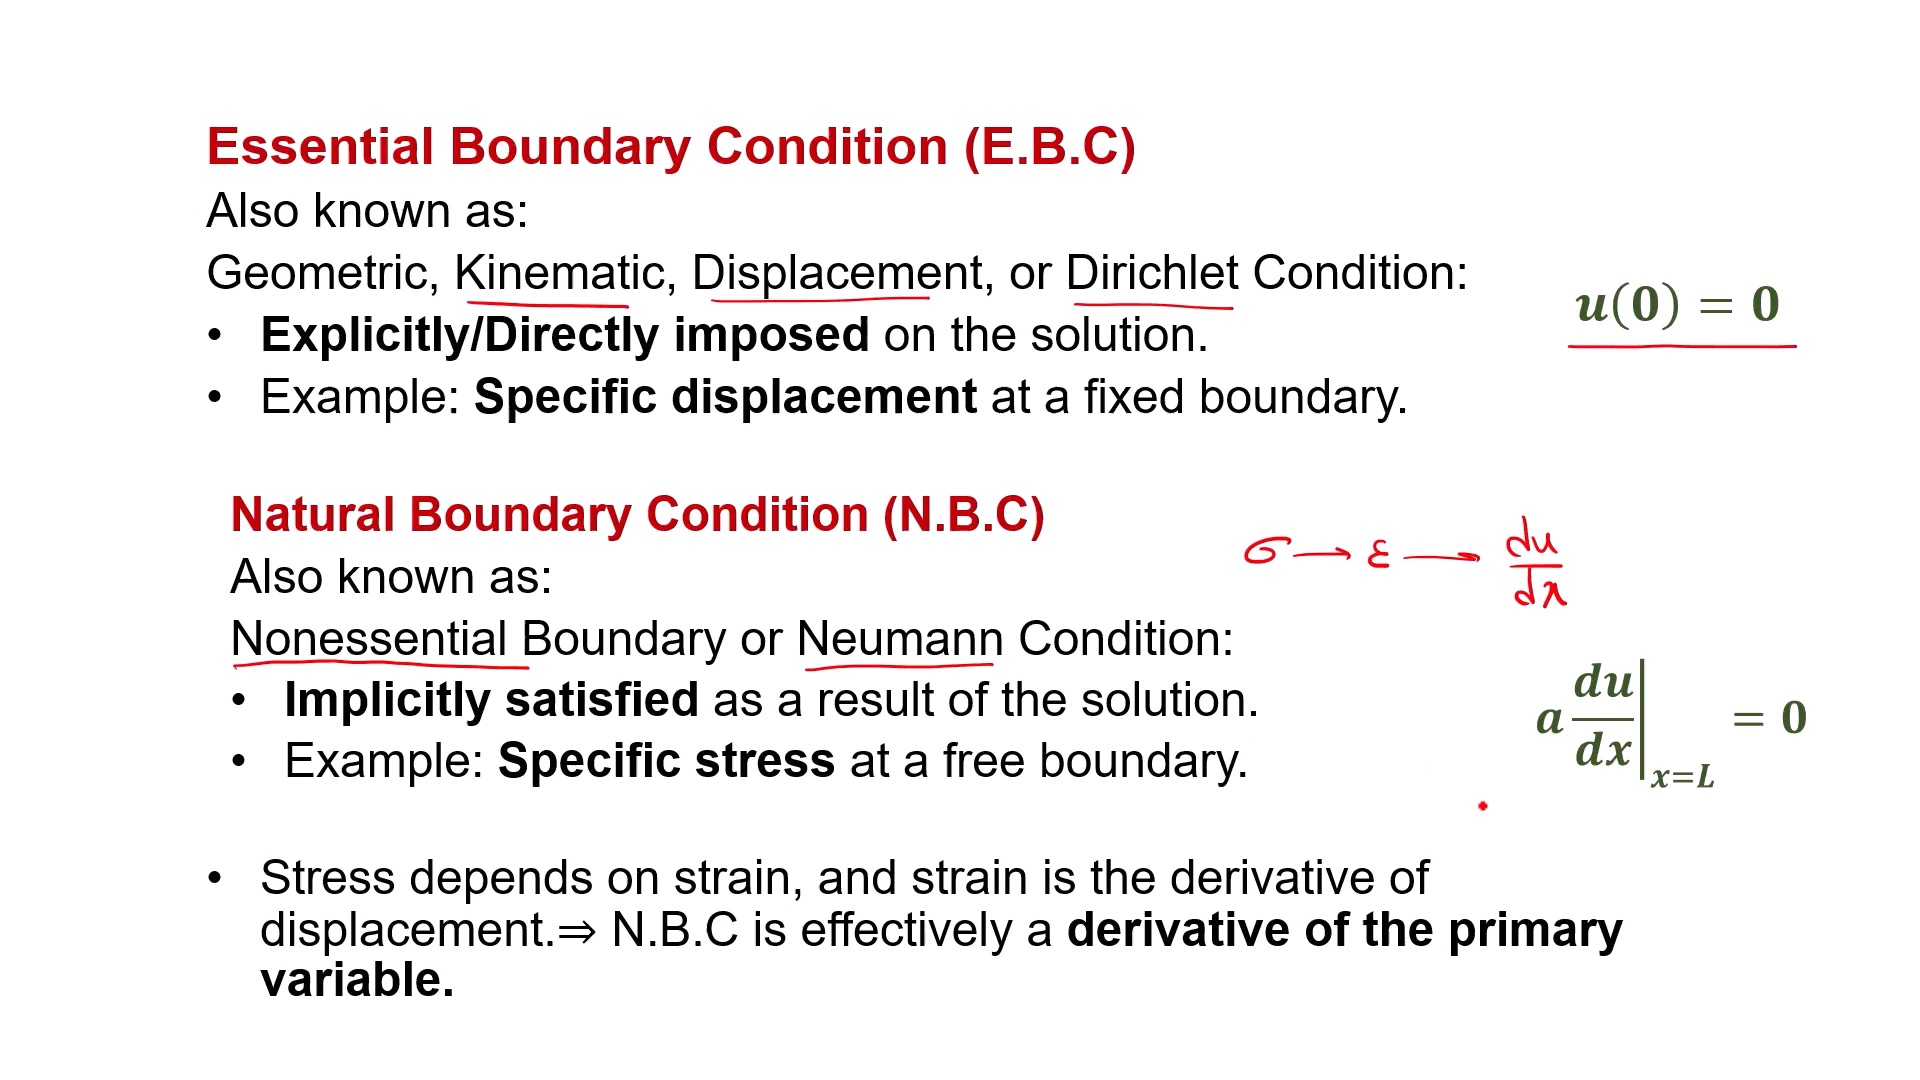 Essential Boundary Condition (E.B.C)
Also known as:
Geometric, Kinematic, Displacement, or Dirichlet Condition:
• Explicitly/Directly imposed on the solution.
u(0) = 0
• Example: Specific displacement at a fixed boundary.
Natural Boundary Condition (N.B.C)
σ → ε → du/dx
Also known as:
Nonessential Boundary or Neumann Condition:
• Implicitly satisfied as a result of the solution.
a du/dx |x=L = 0
• Example: Specific stress at a free boundary.
• Stress depends on strain, and strain is the derivative of
displacement.⇒ N.B.C is effectively a derivative of the primary
variable.